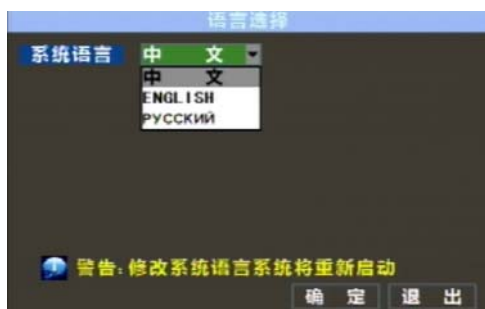 语言选择
系统语言 中 文
中 文
ENGLISH
РУССКИЙ
警告:修改系统语言系统将重新启动
确 定 退 出